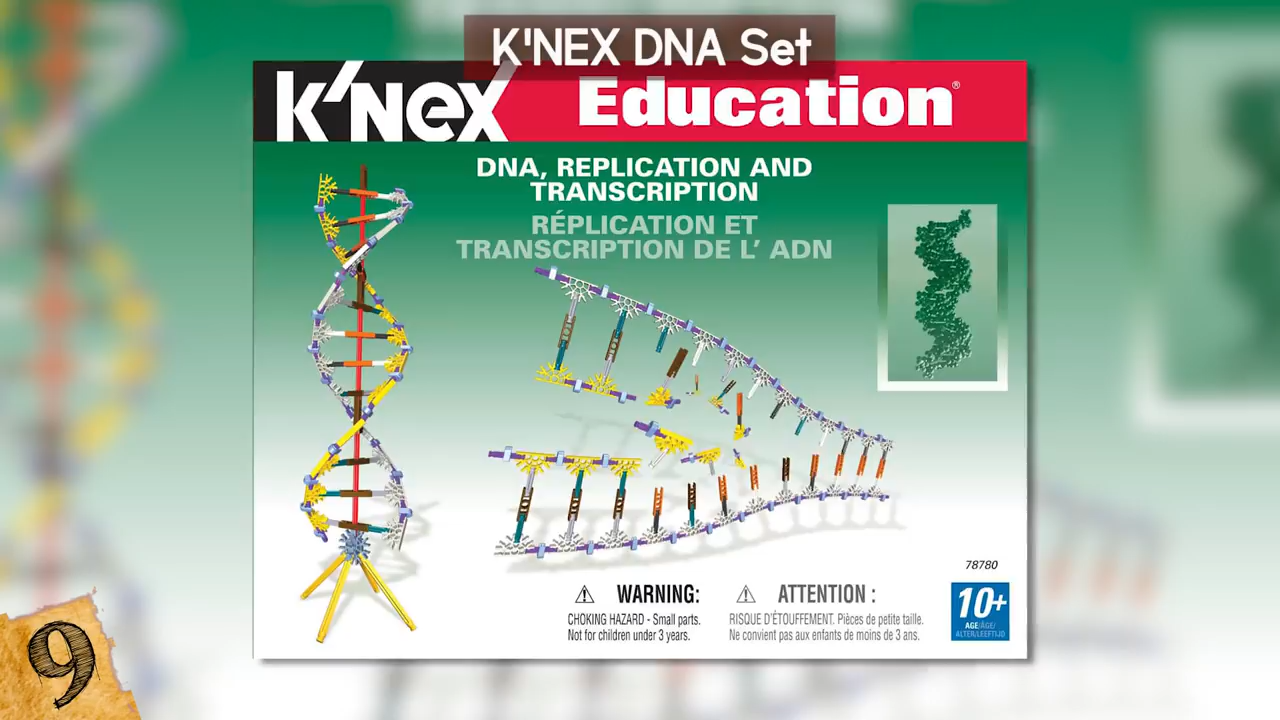 K'NEX DNA Set
K'NEX Education®
DNA, REPLICATION AND
TRANSCRIPTION
RÉPLICATION ET
TRANSCRIPTION DE L' ADN
78780
WARNING:
CHOKING HAZARD - Small parts.
Not for children under 3 years.
ATTENTION :
RISQUE D'ÉTOUFFEMENT. Pièces de petite taille.
Ne convient pas aux enfants de moins de 3 ans.
10+
AGE/ÂGE/
ALTER/LEEFTIJD
9